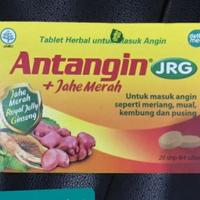 Tablet Herbal untuk Masuk Angin
Antangin® JRG
+ Jahe Merah
Jahe
Merah
Royal Jelly
Ginseng
Untuk masuk angin
seperti meriang, mual,
kembung dan pusing